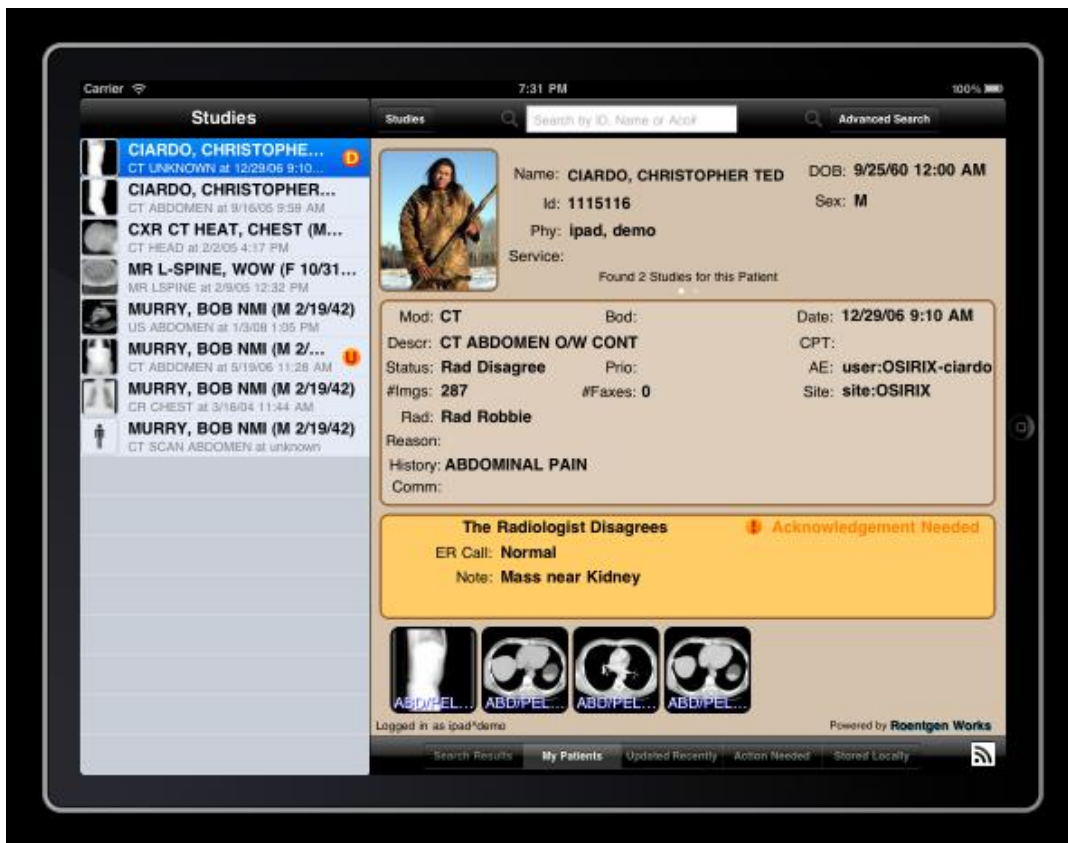 Carrier 7:31 PM 100%
Studies
CIARDO, CHRISTOPHE... D
CT UNKNOWN at 12/29/06 9:10...
CIARDO, CHRISTOPHER...
CT ABDOMEN at 9/16/05 9:59 AM
CXR CT HEAT, CHEST (M...
CT HEAD at 2/2/05 4:17 PM
MR L-SPINE, WOW (F 10/31...
MR LSPINE at 2/9/05 12:32 PM
MURRY, BOB NMI (M 2/19/42)
US ABDOMEN at 1/3/08 1:05 PM
MURRY, BOB NMI (M 2/... U
CT ABDOMEN at 5/19/06 11:28 AM
MURRY, BOB NMI (M 2/19/42)
CR CHEST at 3/16/04 11:44 AM
MURRY, BOB NMI (M 2/19/42)
CT SCAN ABDOMEN at unknown
Studies Search by ID, Name or Acc# Advanced Search
Name: CIARDO, CHRISTOPHER TED DOB: 9/25/60 12:00 AM
Id: 1115116 Sex: M
Phy: ipad, demo
Service:
Found 2 Studies for this Patient
Mod: CT Bod: Date: 12/29/06 9:10 AM
Descr: CT ABDOMEN O/W CONT CPT:
Status: Rad Disagree Prio: AE: user:OSIRIX-ciardo
#Imgs: 287 #Faxes: 0 Site: site:OSIRIX
Rad: Rad Robbie
Reason:
History: ABDOMINAL PAIN
Comm:
The Radiologist Disagrees ! Acknowledgement Needed
ER Call: Normal
Note: Mass near Kidney
ABD/PEL... ABD/PEL... ABD/PEL... ABD/PEL...
Logged in as ipad^demo Powered by Roentgen Works
Search Results My Patients Updated Recently Action Needed Stored Locally